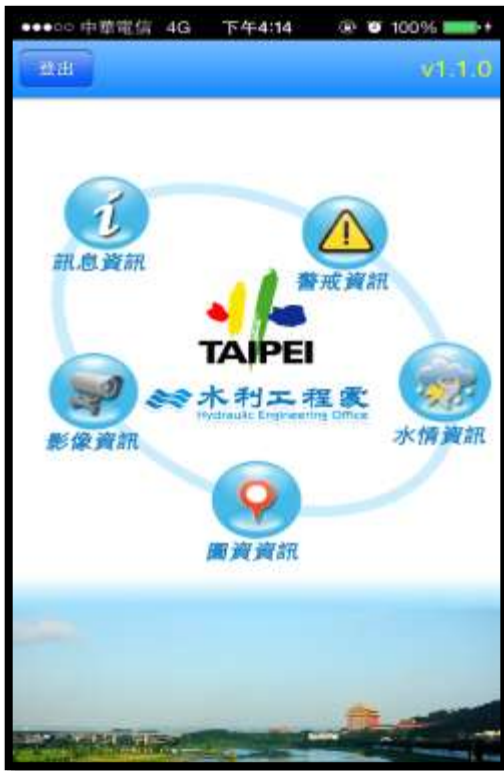 中華電信 4G 下午4:14 100%
登出 v1.1.0
訊息資訊
警戒資訊
TAIPEI
水利工程處
Hydraulic Engineering Office
影像資訊
水情資訊
圖資資訊